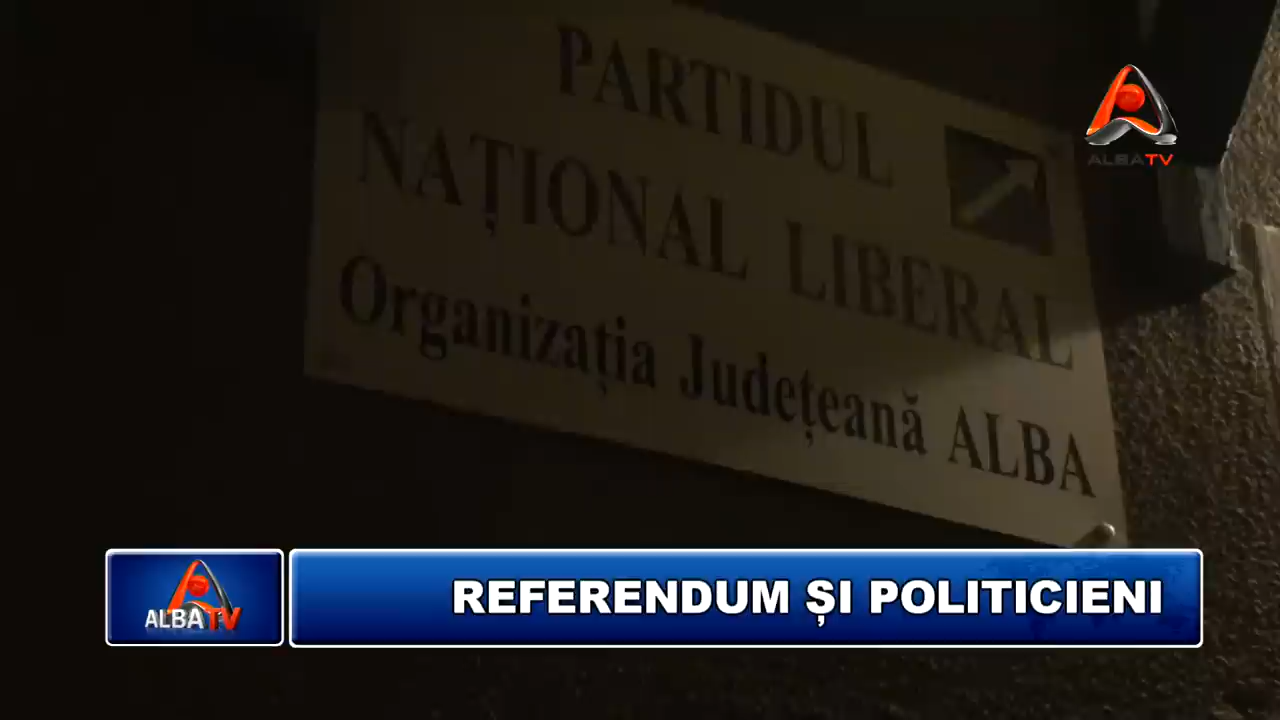 PARTIDUL
NAȚIONAL LIBERAL
Organizația Județeană ALBA
ALBATV
ALBATV
REFERENDUM ȘI POLITICIENI